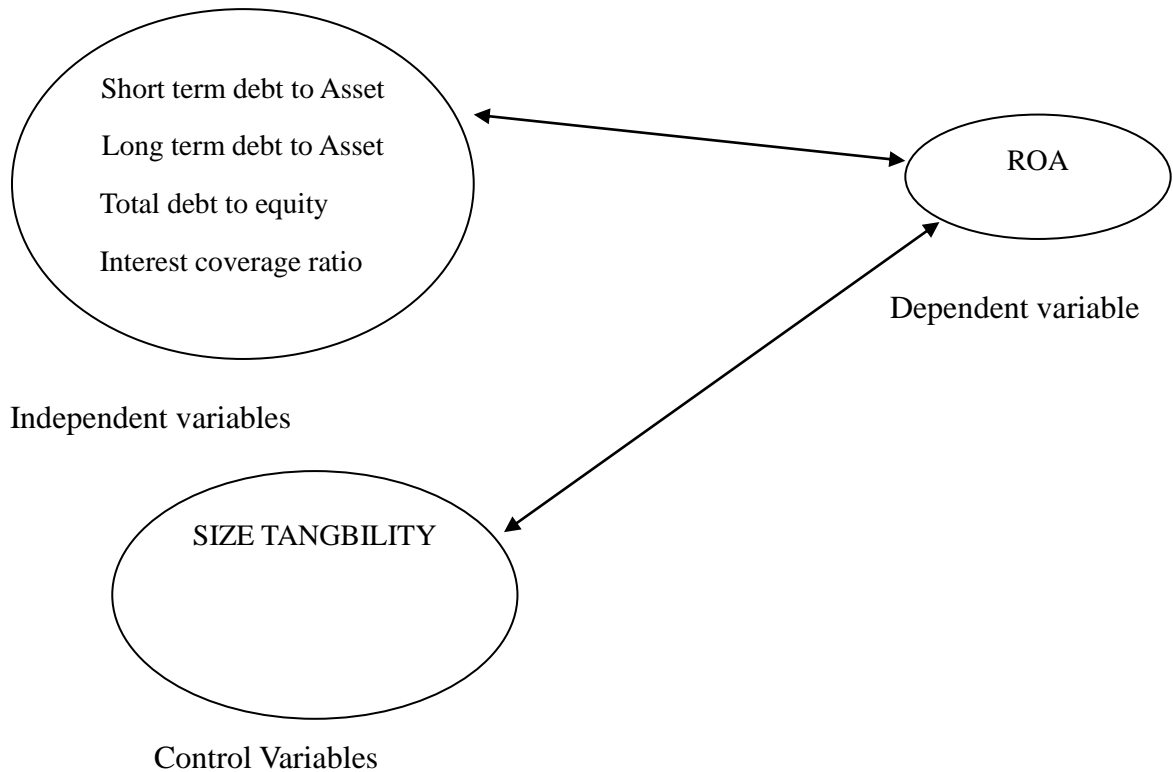 Short term debt to Asset
Long term debt to Asset
Total debt to equity
Interest coverage ratio
Independent variables
ROA
Dependent variable
SIZE TANGBILITY
Control Variables